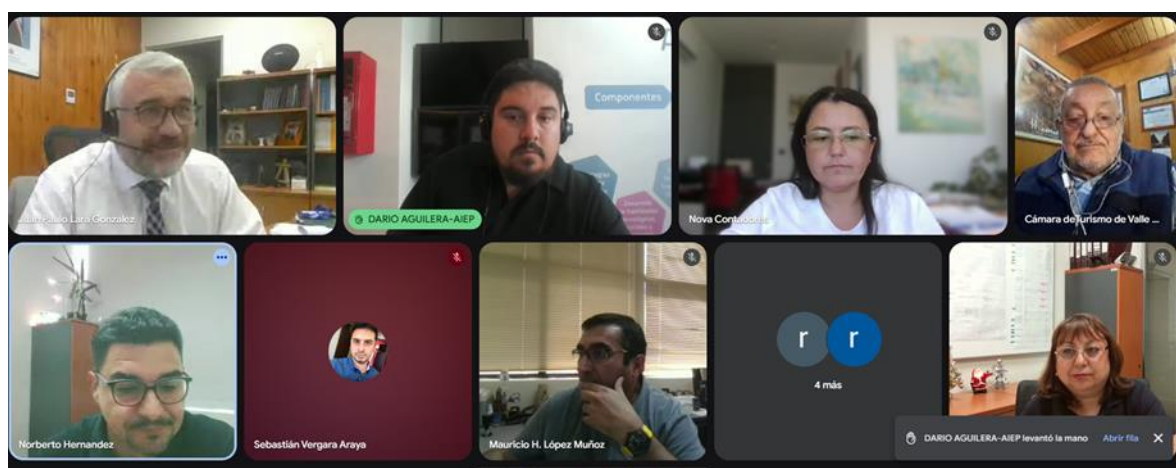 Juan Pablo Lara Gonzalez
Componentes
DARIO AGUILERA-AIEP
Nova Contadores
Cámara de Turismo de Valle ...
Norberto Hernandez
Sebastián Vergara Araya
Mauricio H. López Muñoz
r r
4 más
DARIO AGUILERA-AIEP levantó la mano Abrir fila